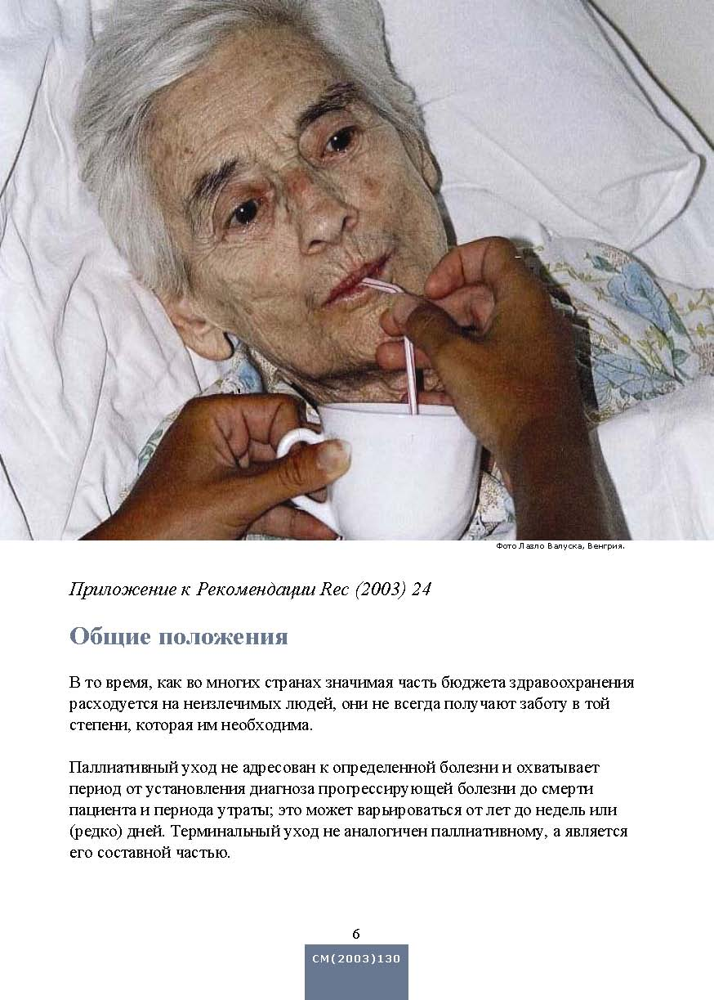 Фото Лазло Валуска, Венгрия.
Приложение к Рекомендации Rec (2003) 24
Общие положения
В то время, как во многих странах значимая часть бюджета здравоохранения
расходуется на неизлечимых людей, они не всегда получают заботу в той
степени, которая им необходима.
Паллиативный уход не адресован к определенной болезни и охватывает
период от установления диагноза прогрессирующей болезни до смерти
пациента и периода утраты; это может варьироваться от лет до недель или
(редко) дней. Терминальный уход не аналогичен паллиативному, а является
его составной частью.
6
CM(2003)130